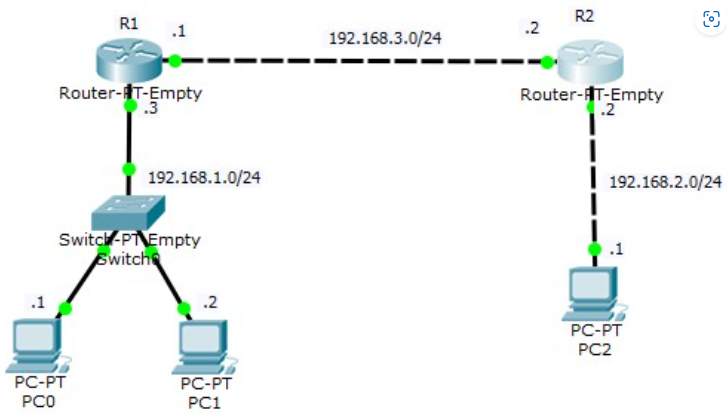 R1
.1
192.168.3.0/24
.2
R2
Router-PT-Empty
Router-PT-Empty
.3
.2
192.168.1.0/24
192.168.2.0/24
Switch-PT-Empty
Switch0
.1
.1
.2
PC-PT
PC2
PC-PT
PC0
PC-PT
PC1